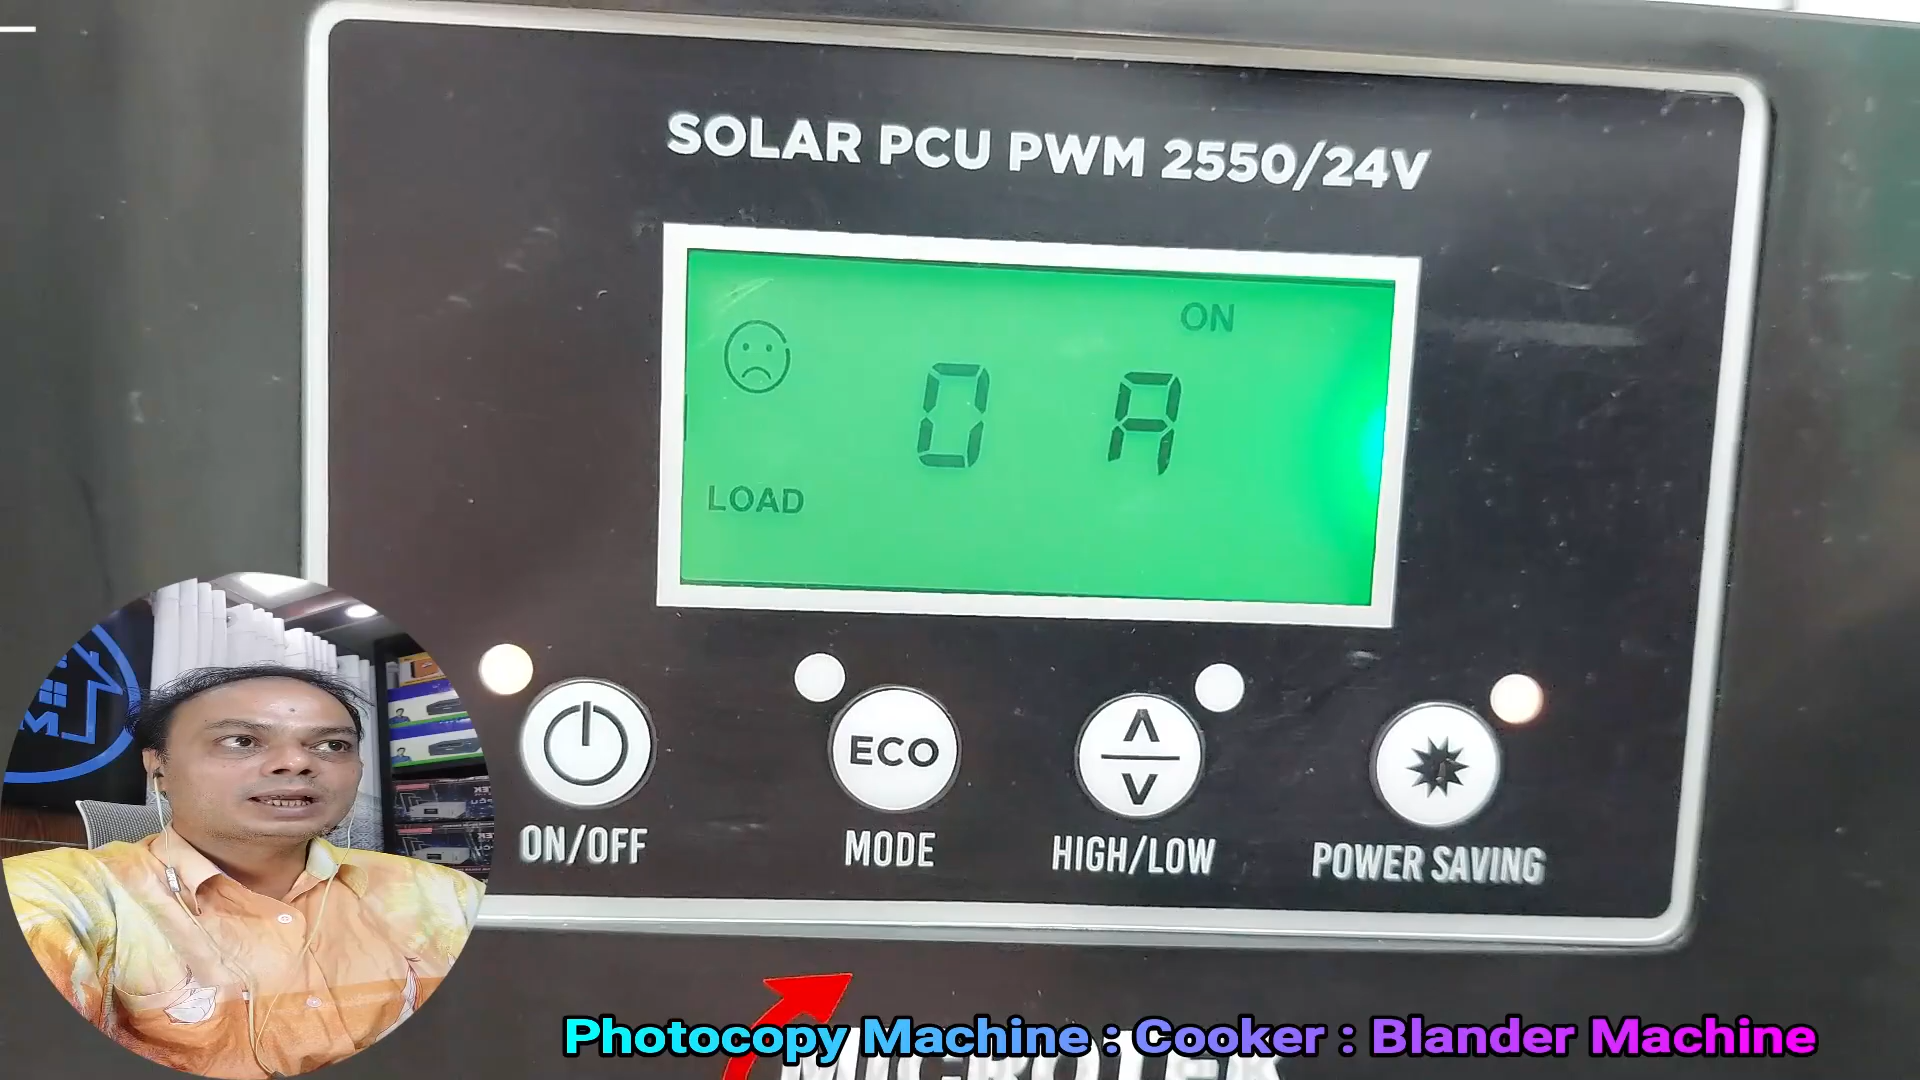 SOLAR PCU PWM 2550/24V
ON
0 A
LOAD
ECO
ON/OFF
MODE
HIGH/LOW
POWER SAVING
MICROTEK
Photocopy Machine : Cooker : Blander Machine